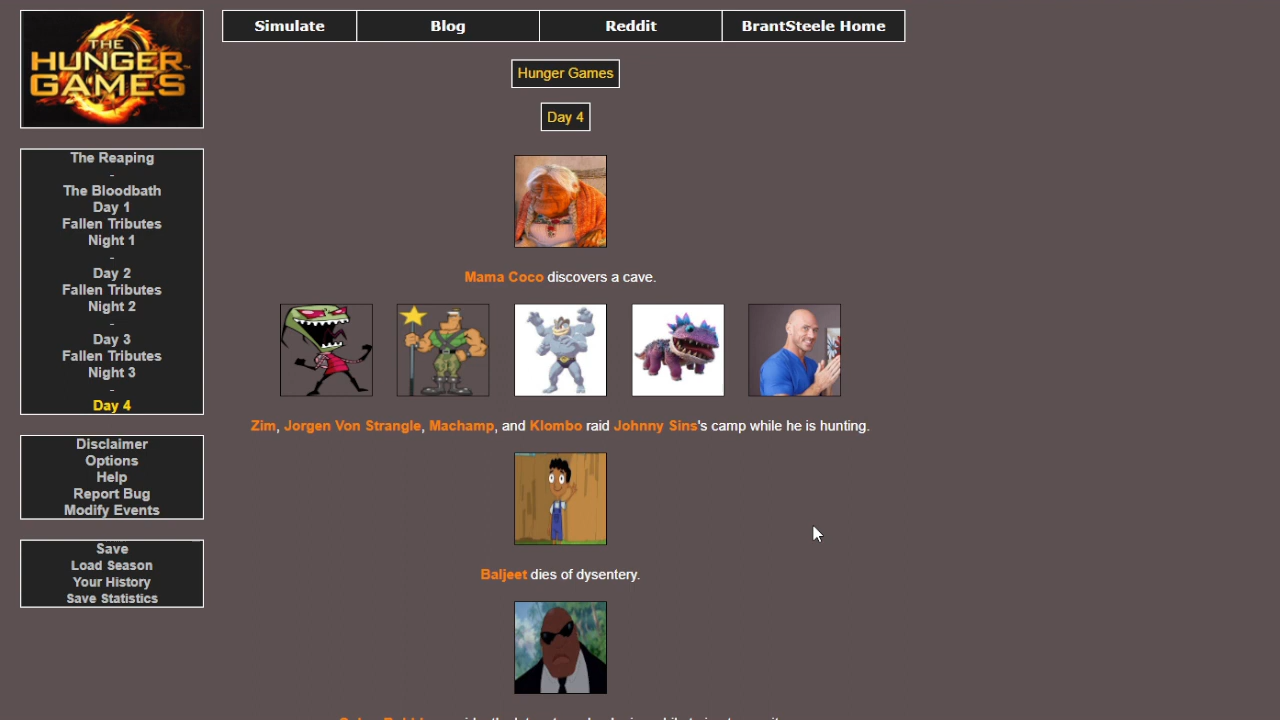 THE
HUNGER
GAMES
Simulate
Blog
Reddit
BrantSteele Home
Hunger Games
Day 4
The Reaping
-
The Bloodbath
Day 1
Fallen Tributes
Night 1
-
Day 2
Fallen Tributes
Night 2
-
Day 3
Fallen Tributes
Night 3
-
Day 4
Disclaimer
Options
Help
Report Bug
Modify Events
Save
Load Season
Your History
Save Statistics
Mama Coco discovers a cave.
Zim, Jorgen Von Strangle, Machamp, and Klombo raid Johnny Sins's camp while he is hunting.
Baljeet dies of dysentery.